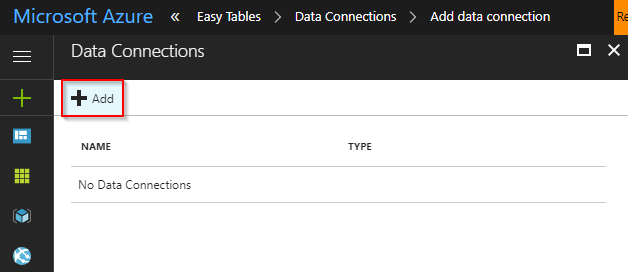 Microsoft Azure « Easy Tables > Data Connections > Add data connection Re
Data Connections
Add
NAME TYPE
No Data Connections